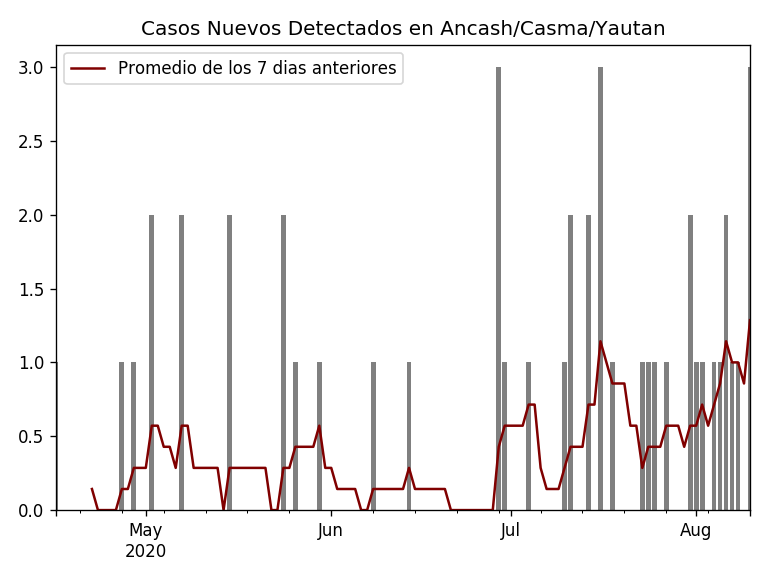 Casos Nuevos Detectados en Ancash/Casma/Yautan
Promedio de los 7 dias anteriores
3.0
2.5
2.0
1.5
1.0
0.5
0.0
May Jun Jul Aug
2020